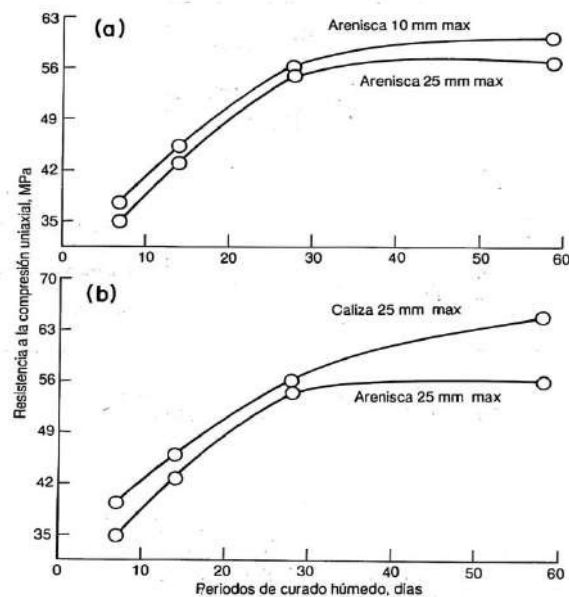 (a)
Arenisca 10 mm max
Arenisca 25 mm max
63
56
49
42
35
0 10 20 30 40 50 60
Resistencia a la compresión uniaxial, MPa
(b)
Caliza 25 mm max
Arenisca 25 mm max
70
63
56
49
42
35
0 10 20 30 40 50 60
Periodos de curado húmedo, días